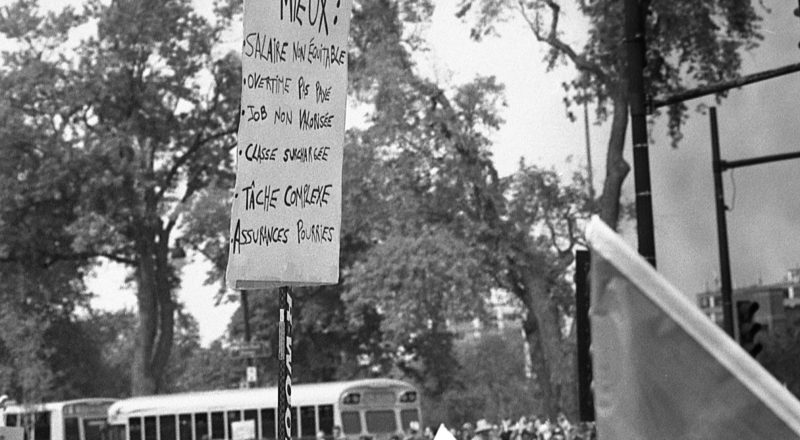 MIEUX:
•SALAIRE NON ÉQUITABLE
•OVERTIME PAS PAYÉ
•JOB NON VALORISÉE
•CLASSE SURCHARGÉE
•TÂCHE COMPLEXE
•ASSURANCES POURRIES